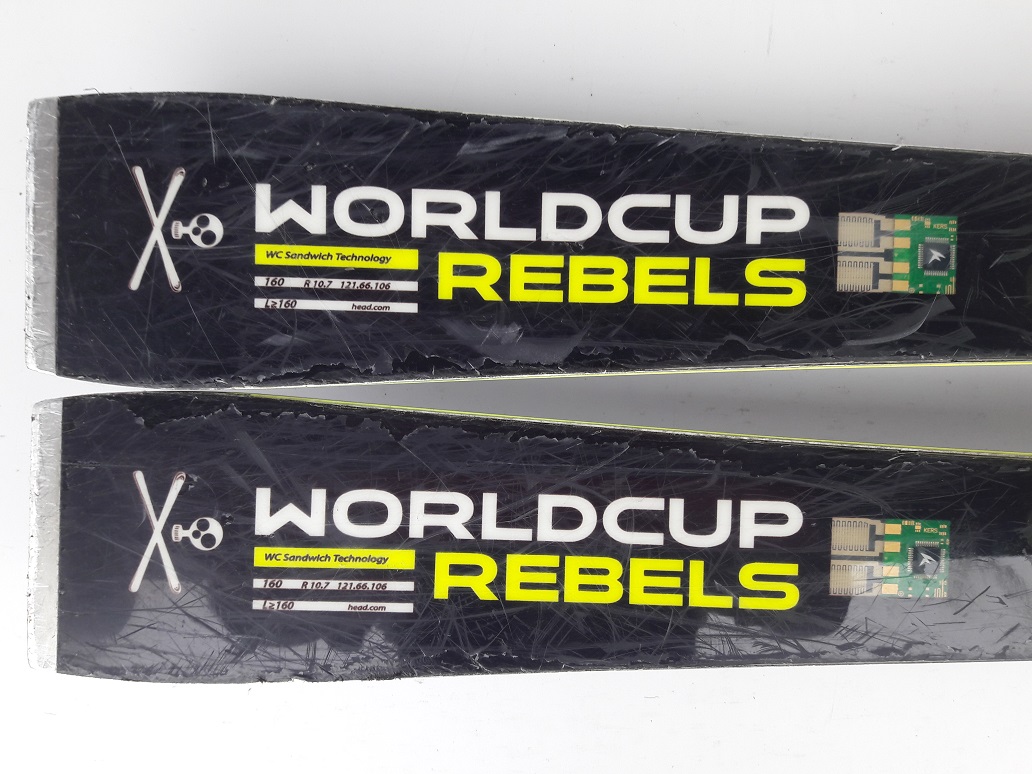 WORLDCUP
REBELS
WC Sandwich Technology
160 R 10.7 121.66.106
L≥160 head.com
KERS
WORLDCUP
REBELS
WC Sandwich Technology
160 R 10.7 121.66.106
L≥160 head.com
KERS